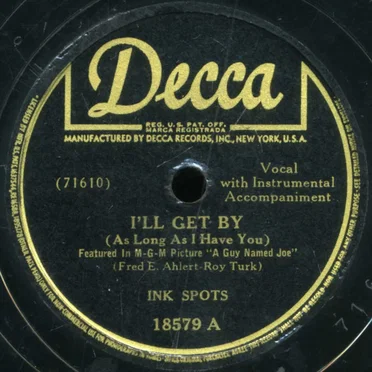 Decca
REG. U.S. PAT. OFF.
MARCA REGISTRADA
MANUFACTURED BY DECCA RECORDS, INC., NEW YORK, U.S.A.
(71610)
Vocal
with Instrumental
Accompaniment
I'LL GET BY
(As Long As I Have You)
Featured In M-G-M Picture "A Guy Named Joe"
(Fred E. Ahlert-Roy Turk)
INK SPOTS
18579 A